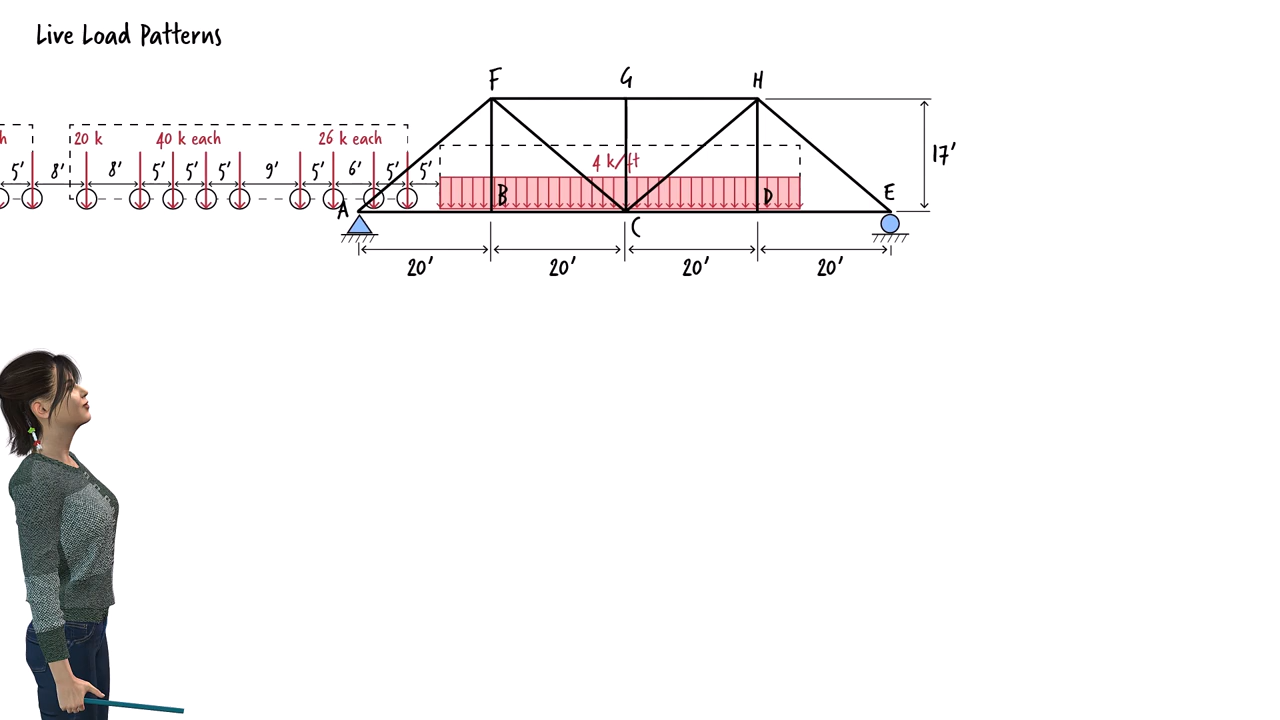 Live Load Patterns
F G H
h 20 k 40 k each 26 k each
4 k/ft
17'
5' 8' 8' 5' 5' 5' 9' 5' 6' 5' 5'
A B C D E
20' 20' 20' 20'